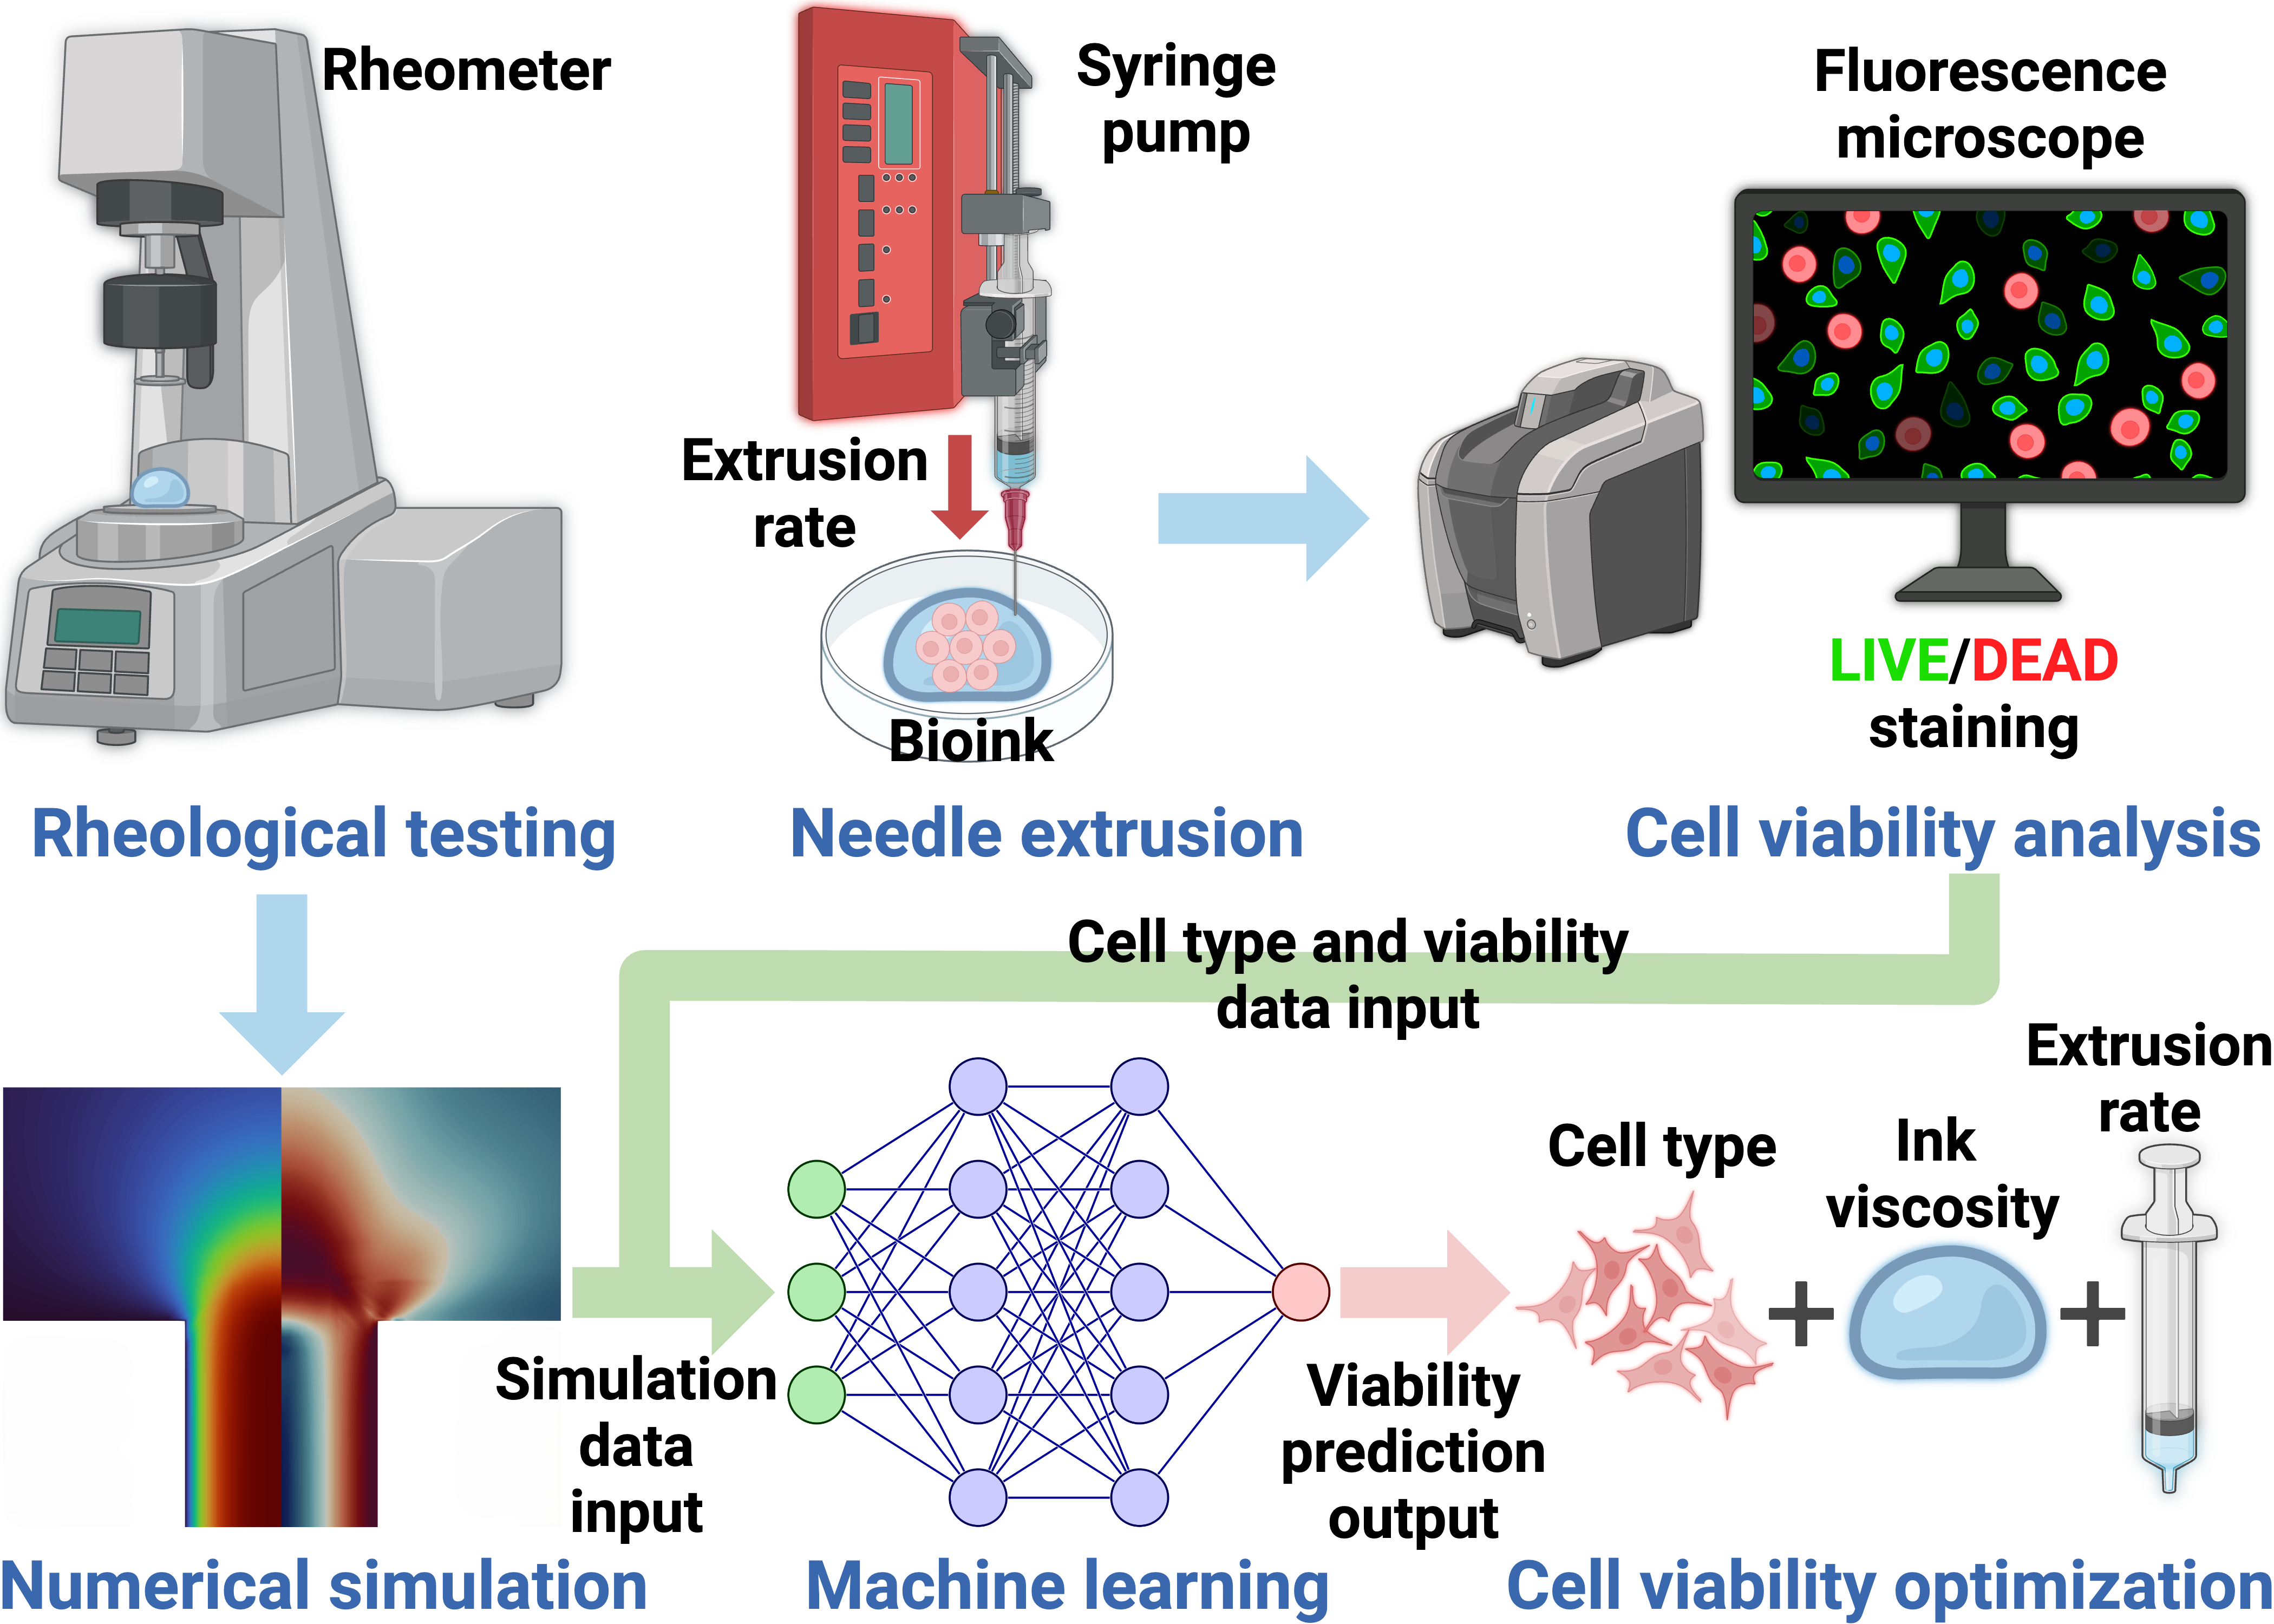 Rheometer
Syringe
pump
Fluorescence
microscope
Extrusion
rate
Bioink
LIVE/DEAD
staining
Rheological testing
Needle extrusion
Cell viability analysis
Cell type and viability
data input
Extrusion
rate
Cell type
Ink
viscosity
Simulation
data
input
Viability
prediction
output
Numerical simulation
Machine learning
Cell viability optimization